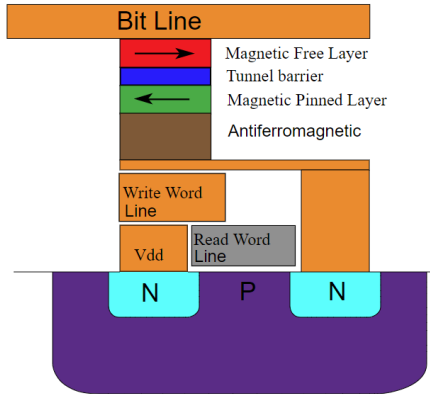 Bit Line
Magnetic Free Layer
Tunnel barrier
Magnetic Pinned Layer
Antiferromagnetic
Write Word
Line
Vdd
Read Word
Line
N
P
N